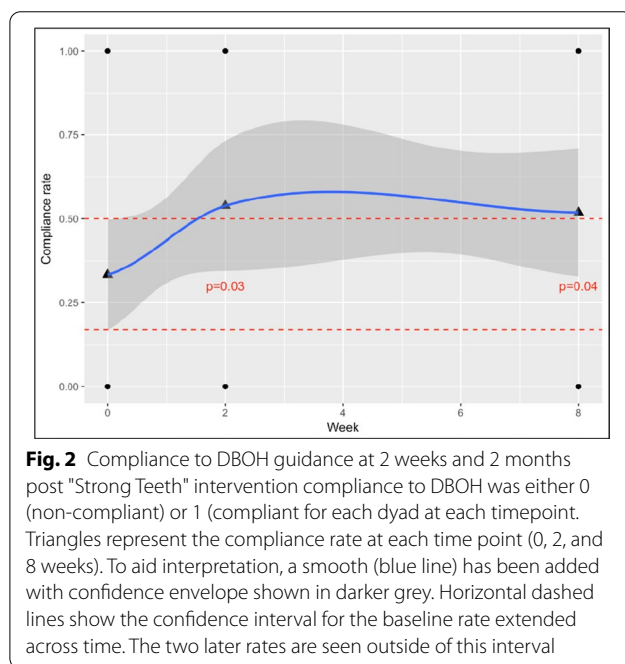 1.00
0.75
0.50
0.25
0.00
Compliance rate
p=0.03
p=0.04
0 2 4 6 8
Week
Fig. 2 Compliance to DBOH guidance at 2 weeks and 2 months
post "Strong Teeth" intervention compliance to DBOH was either 0
(non-compliant) or 1 (compliant for each dyad at each timepoint.
Triangles represent the compliance rate at each time point (0, 2, and
8 weeks). To aid interpretation, a smooth (blue line) has been added
with confidence envelope shown in darker grey. Horizontal dashed
lines show the confidence interval for the baseline rate extended
across time. The two later rates are seen outside of this interval